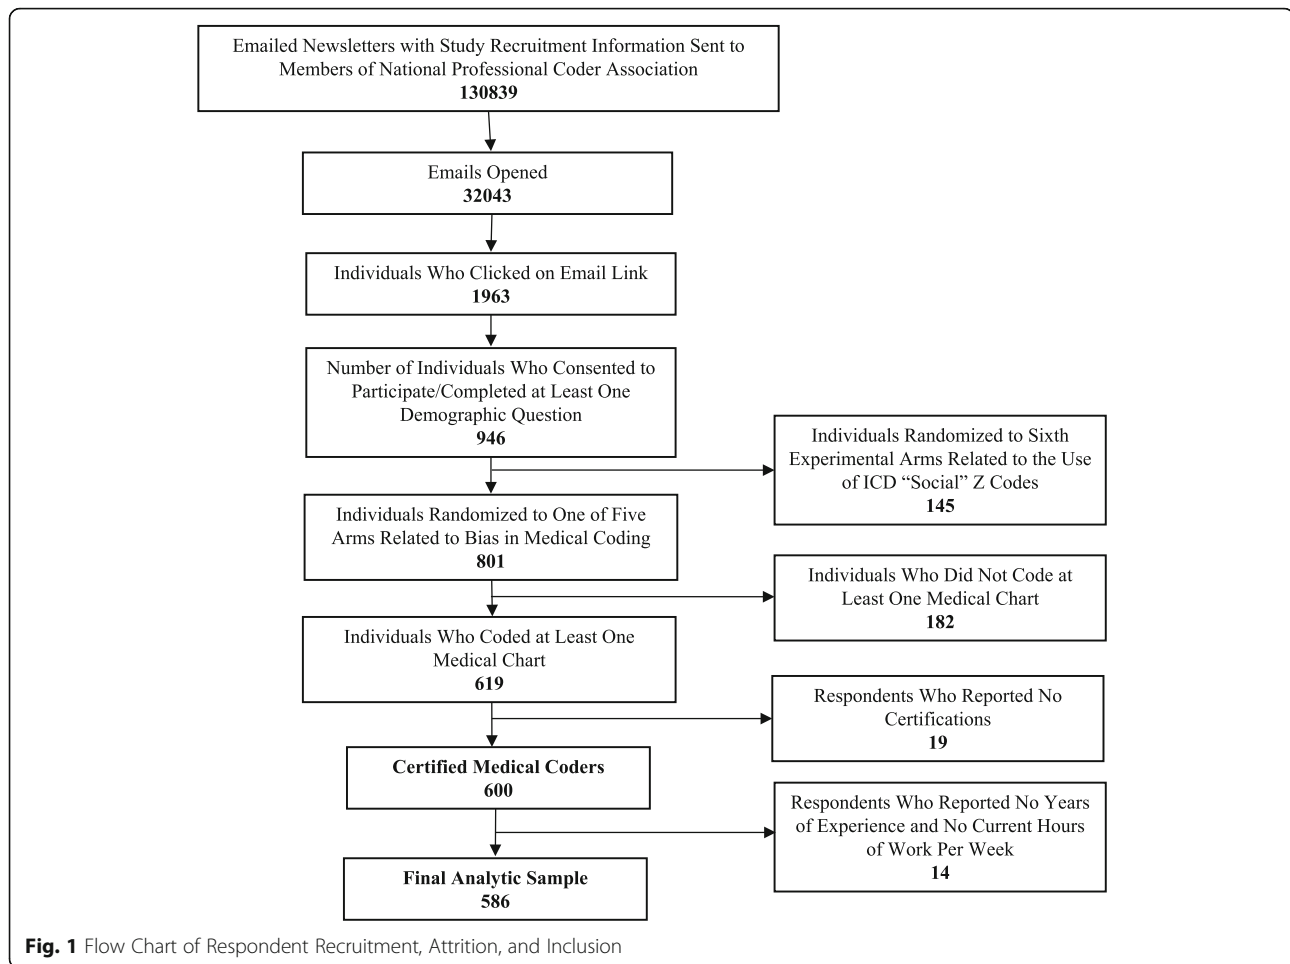 Emailed Newsletters with Study Recruitment Information Sent to
Members of National Professional Coder Association
130839
Emails Opened
32043
Individuals Who Clicked on Email Link
1963
Number of Individuals Who Consented to
Participate/Completed at Least One
Demographic Question
946
Individuals Randomized to Sixth
Experimental Arms Related to the Use
of ICD “Social” Z Codes
145
Individuals Randomized to One of Five
Arms Related to Bias in Medical Coding
801
Individuals Who Did Not Code at
Least One Medical Chart
182
Individuals Who Coded at Least One
Medical Chart
619
Respondents Who Reported No
Certifications
19
Certified Medical Coders
600
Respondents Who Reported No Years
of Experience and No Current Hours
of Work Per Week
14
Final Analytic Sample
586
Fig. 1 Flow Chart of Respondent Recruitment, Attrition, and Inclusion